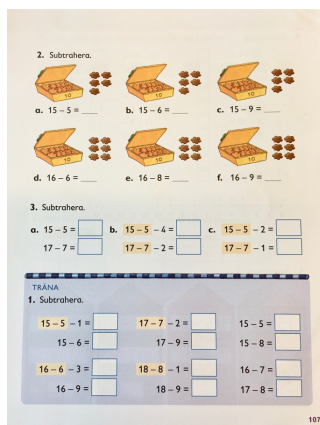 2. Subtrahera.
10 10 10
a. 15 – 5 = ____ b. 15 – 6 = ____ c. 15 – 9 = ____
10 10 10
d. 16 – 6 = ____ e. 16 – 8 = ____ f. 16 – 9 = ____
3. Subtrahera.
a. 15 – 5 = b. 15 – 5 – 4 = c. 15 – 5 – 2 =
17 – 7 = 17 – 7 – 2 = 17 – 7 – 1 =
TRÄNA
1. Subtrahera.
15 – 5 – 1 = 17 – 7 – 2 = 15 – 5 =
15 – 6 = 17 – 9 = 15 – 8 =
16 – 6 – 3 = 18 – 8 – 1 = 16 – 7 =
16 – 9 = 18 – 9 = 17 – 8 =
107